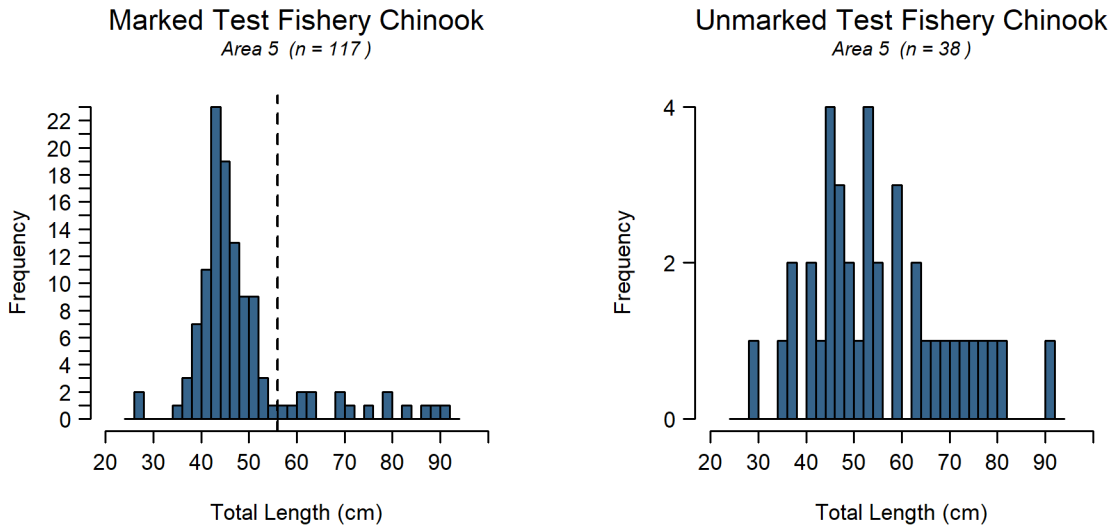 Marked Test Fishery Chinook
Area 5 (n = 117 )
Frequency
22
20
18
16
14
12
10
8
6
4
2
0
20 30 40 50 60 70 80 90
Total Length (cm)
Unmarked Test Fishery Chinook
Area 5 (n = 38 )
Frequency
4
2
0
20 30 40 50 60 70 80 90
Total Length (cm)